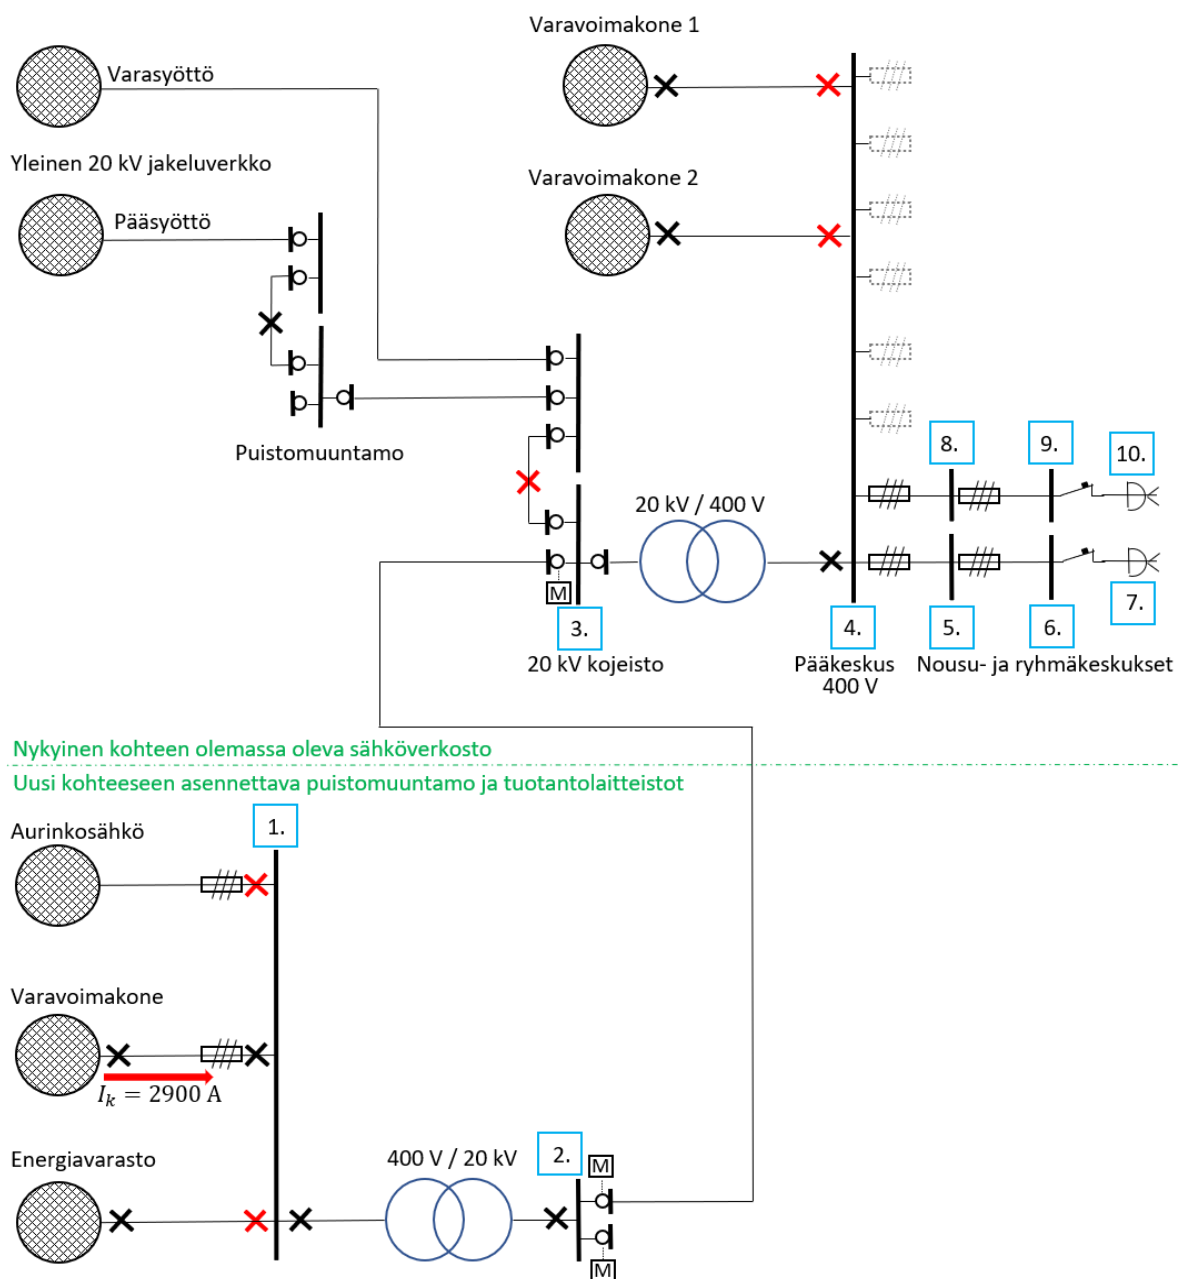 Varavoimakone 1
Varasyöttö
Yleinen 20 kV jakeluverkko
Varavoimakone 2
Pääsyöttö
Puistomuuntamo
20 kV / 400 V
8.
9.
10.
M
3.
4.
5.
6.
7.
20 kV kojeisto
Pääkeskus
400 V
Nousu- ja ryhmäkeskukset
Nykyinen kohteen olemassa oleva sähköverkosto
Uusi kohteeseen asennettava puistomuuntamo ja tuotantolaitteistot
Aurinkosähkö
1.
Varavoimakone
I_k = 2900 A
Energiavarasto
400 V / 20 kV
2.
M
M